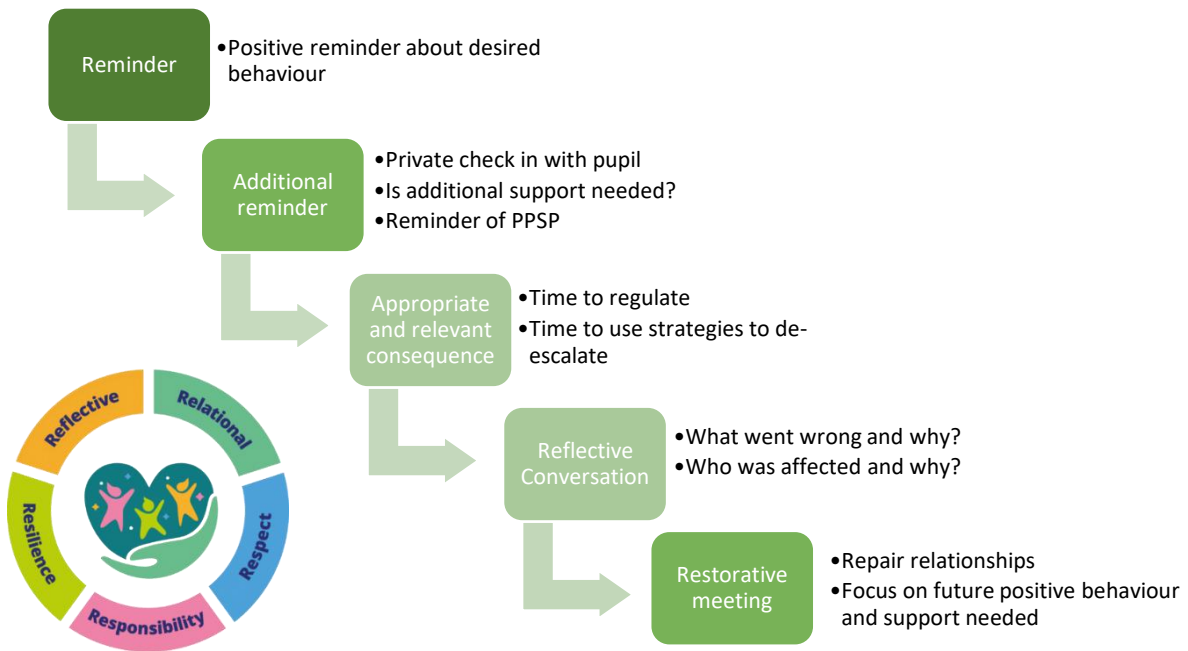 Reminder
•Positive reminder about desired
behaviour
Additional
reminder
•Private check in with pupil
•Is additional support needed?
•Reminder of PPSP
Appropriate
and relevant
consequence
•Time to regulate
•Time to use strategies to de-
escalate
Reflective
Conversation
•What went wrong and why?
•Who was affected and why?
Restorative
meeting
•Repair relationships
•Focus on future positive behaviour
and support needed
Reflective
Relational
Resilience
Respect
Responsibility